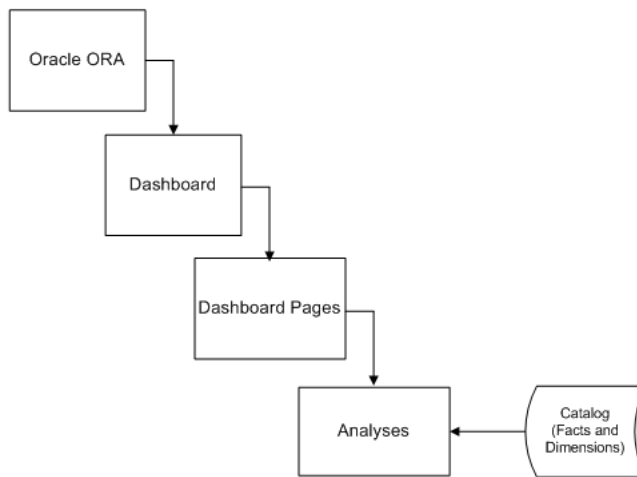 Oracle ORA
Dashboard
Dashboard Pages
Analyses
Catalog
(Facts and
Dimensions)